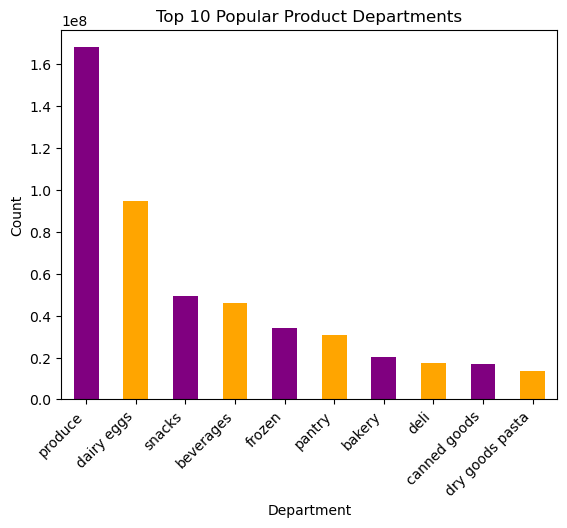 Top 10 Popular Product Departments
1e8
1.6
1.4
1.2
1.0
0.8
0.6
0.4
0.2
0.0
Count
produce
dairy eggs
snacks
beverages
frozen
pantry
bakery
deli
canned goods
dry goods pasta
Department